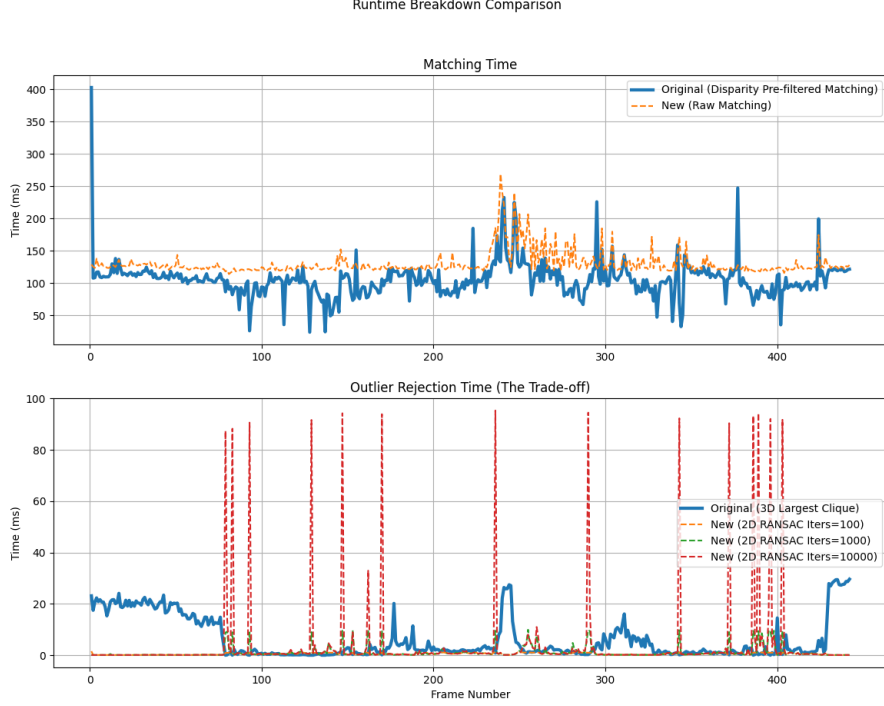 Runtime Breakdown Comparison
Matching Time
Original (Disparity Pre-filtered Matching)
New (Raw Matching)
Time (ms)
400
350
300
250
200
150
100
50
0
100
200
300
400
Outlier Rejection Time (The Trade-off)
Original (3D Largest Clique)
New (2D RANSAC Iters=100)
New (2D RANSAC Iters=1000)
New (2D RANSAC Iters=10000)
Time (ms)
100
80
60
40
20
0
0
100
200
300
400
Frame Number